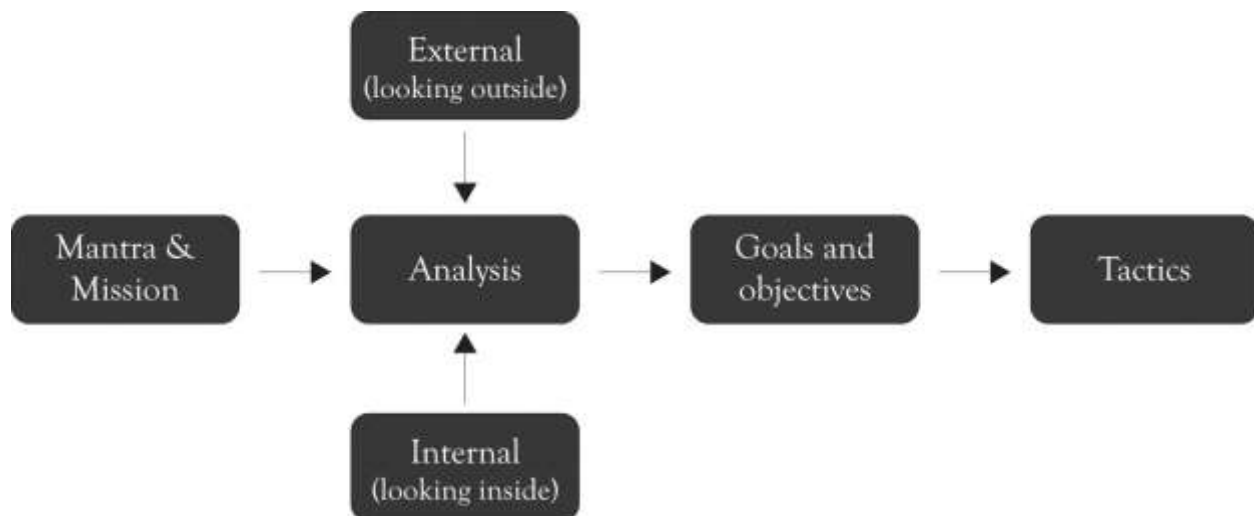 External
(looking outside)
Mantra &
Mission
Analysis
Goals and
objectives
Tactics
Internal
(looking inside)